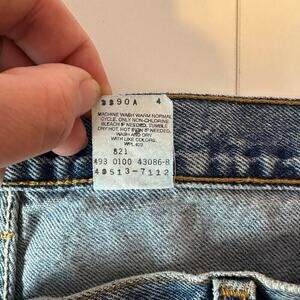 90A 4
MACHINE WASH WARM NORMAL
CYCLE. ONLY NON-CHLORINE
BLEACH IF NEEDED. TUMBLE
DRY HOT, HOT IRON IF
NEEDED.
WASH AND DRY
WITH LIKE COLORS.
WPL 423
821
493 0100 43086-8
40513-7112